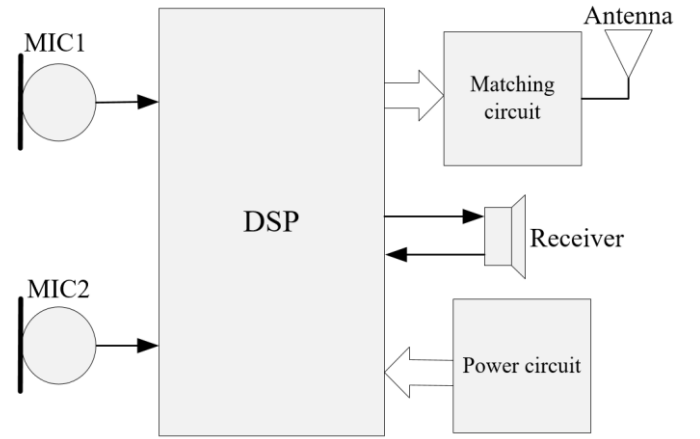 MIC1
Antenna
Matching
circuit
DSP
Receiver
MIC2
Power circuit